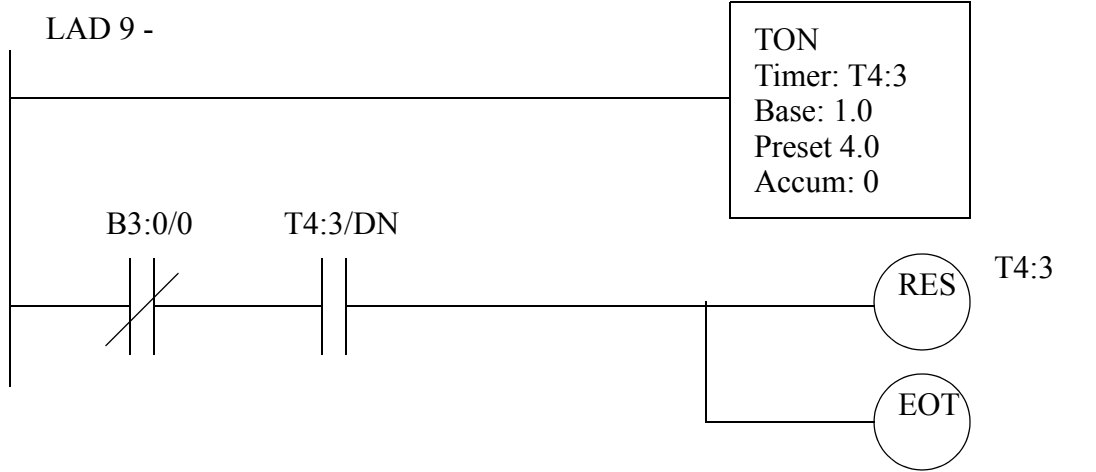 LAD 9 -
TON
Timer: T4:3
Base: 1.0
Preset 4.0
Accum: 0
B3:0/0
T4:3/DN
RES
T4:3
EOT